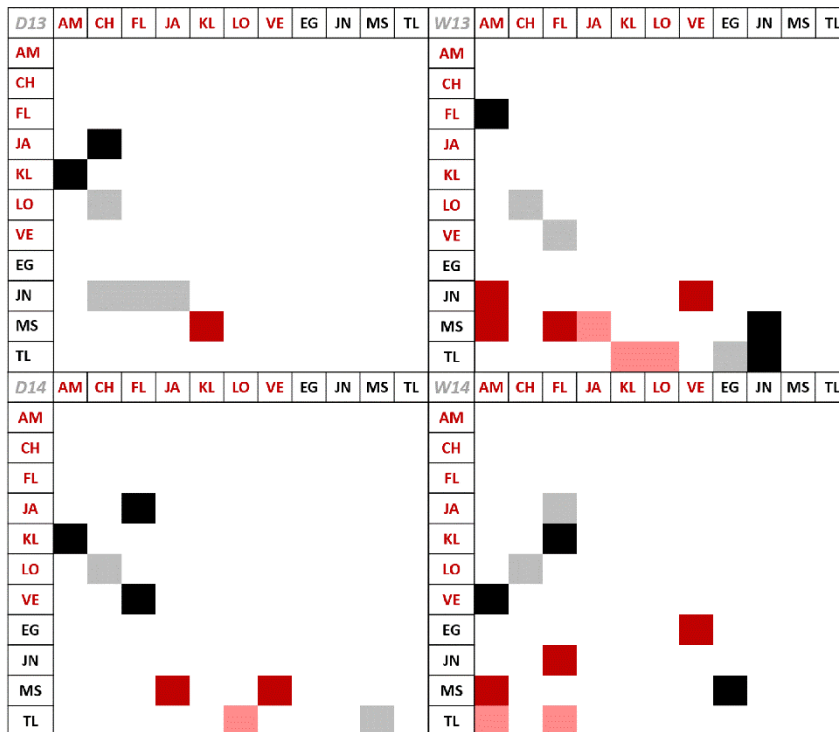 D13 AM CH FL JA KL LO VE EG JN MS TL W13 AM CH FL JA KL LO VE EG JN MS TL
AM AM
CH CH
FL FL
JA JA
KL KL
LO LO
VE VE
EG EG
JN JN
MS MS
TL TL
D14 AM CH FL JA KL LO VE EG JN MS TL W14 AM CH FL JA KL LO VE EG JN MS TL
AM AM
CH CH
FL FL
JA JA
KL KL
LO LO
VE VE
EG EG
JN JN
MS MS
TL TL